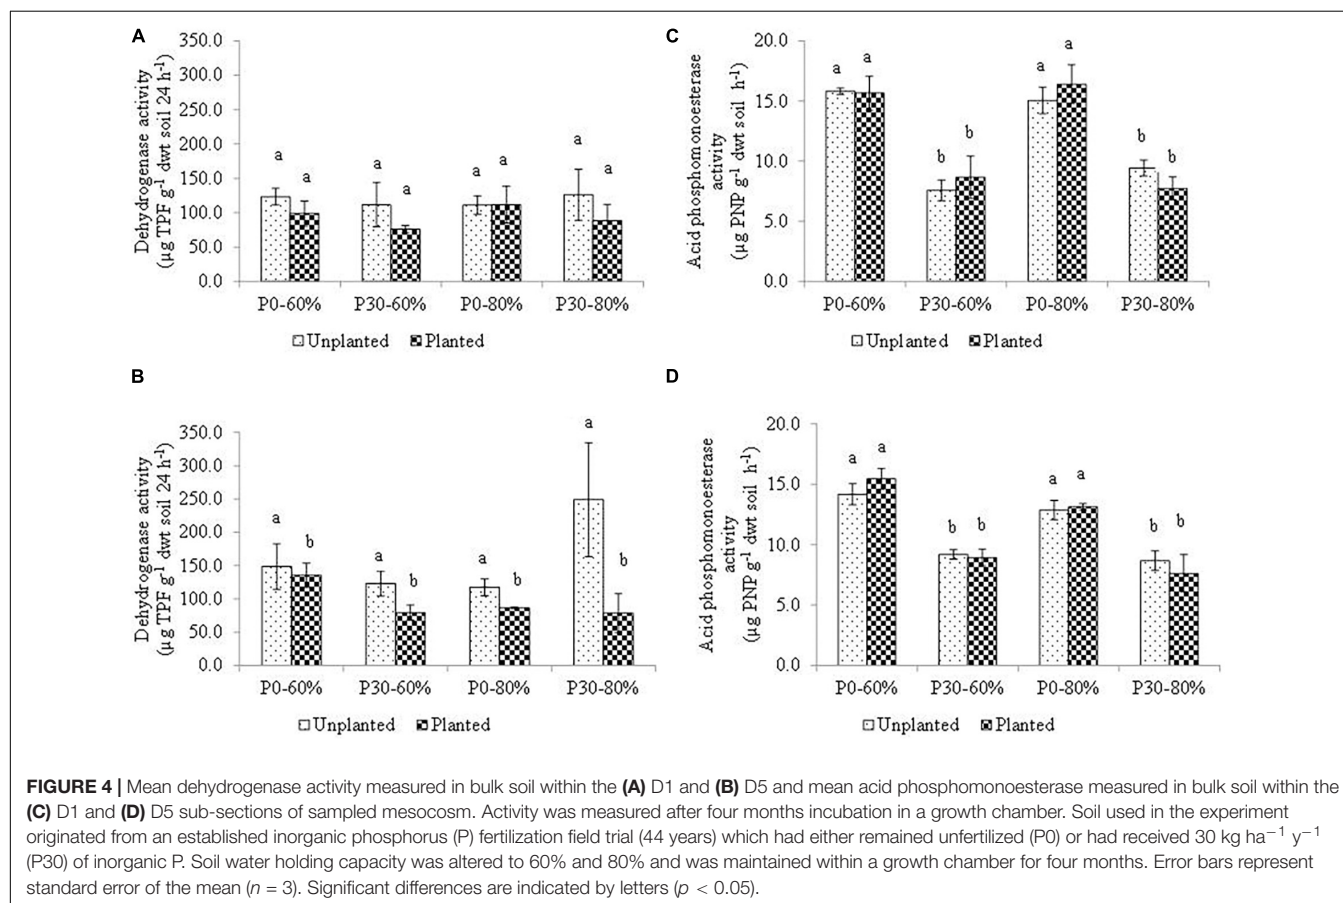 A
Dehydrogenase activity
(µg TPF g-1 dwt soil 24 h-1)
350.0
300.0
250.0
200.0
150.0
100.0
50.0
0.0
a
a
a
a
a
a
a
a
P0-60%
P30-60%
P0-80%
P30-80%
Unplanted
Planted
C
Acid phosphomonoesterase
activity
(µg PNP g-1 dwt soil h-1)
20.0
15.0
10.0
5.0
0.0
a
a
b
b
a
a
b
b
P0-60%
P30-60%
P0-80%
P30-80%
Unplanted
Planted
B
Dehydrogenase activity
(µg TPF g-1 dwt soil 24 h-1)
350.0
300.0
250.0
200.0
150.0
100.0
50.0
0.0
a
b
a
b
a
b
a
b
P0-60%
P30-60%
P0-80%
P30-80%
Unplanted
Planted
D
Acid phosphomonoesterase
activity
(µg PNP g-1 dwt soil h-1)
20.0
15.0
10.0
5.0
0.0
a
a
b
b
a
a
b
b
P0-60%
P30-60%
P0-80%
P30-80%
Unplanted
Planted
FIGURE 4 | Mean dehydrogenase activity measured in bulk soil within the (A) D1 and (B) D5 and mean acid phosphomonoesterase measured in bulk soil within the
(C) D1 and (D) D5 sub-sections of sampled mesocosm. Activity was measured after four months incubation in a growth chamber. Soil used in the experiment
originated from an established inorganic phosphorus (P) fertilization field trial (44 years) which had either remained unfertilized (P0) or had received 30 kg ha−1 y−1
(P30) of inorganic P. Soil water holding capacity was altered to 60% and 80% and was maintained within a growth chamber for four months. Error bars represent
standard error of the mean (n = 3). Significant differences are indicated by letters (p < 0.05).